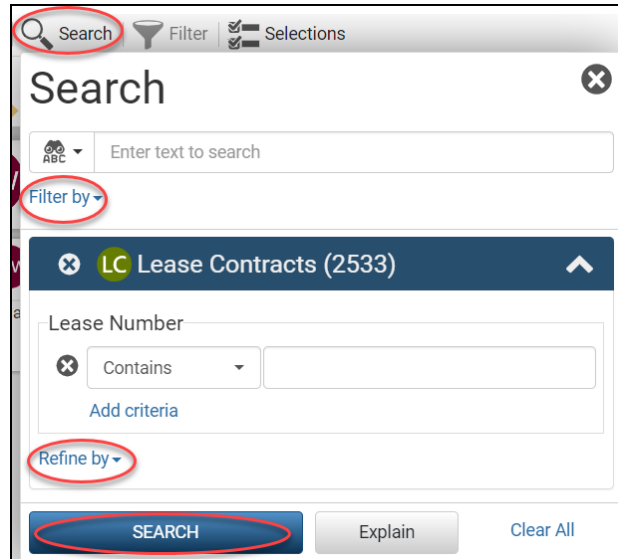 Search Filter Selections
Search
ABC Enter text to search
Filter by
LC Lease Contracts (2533)
Lease Number
Contains
Add criteria
Refine by
SEARCH Explain Clear All